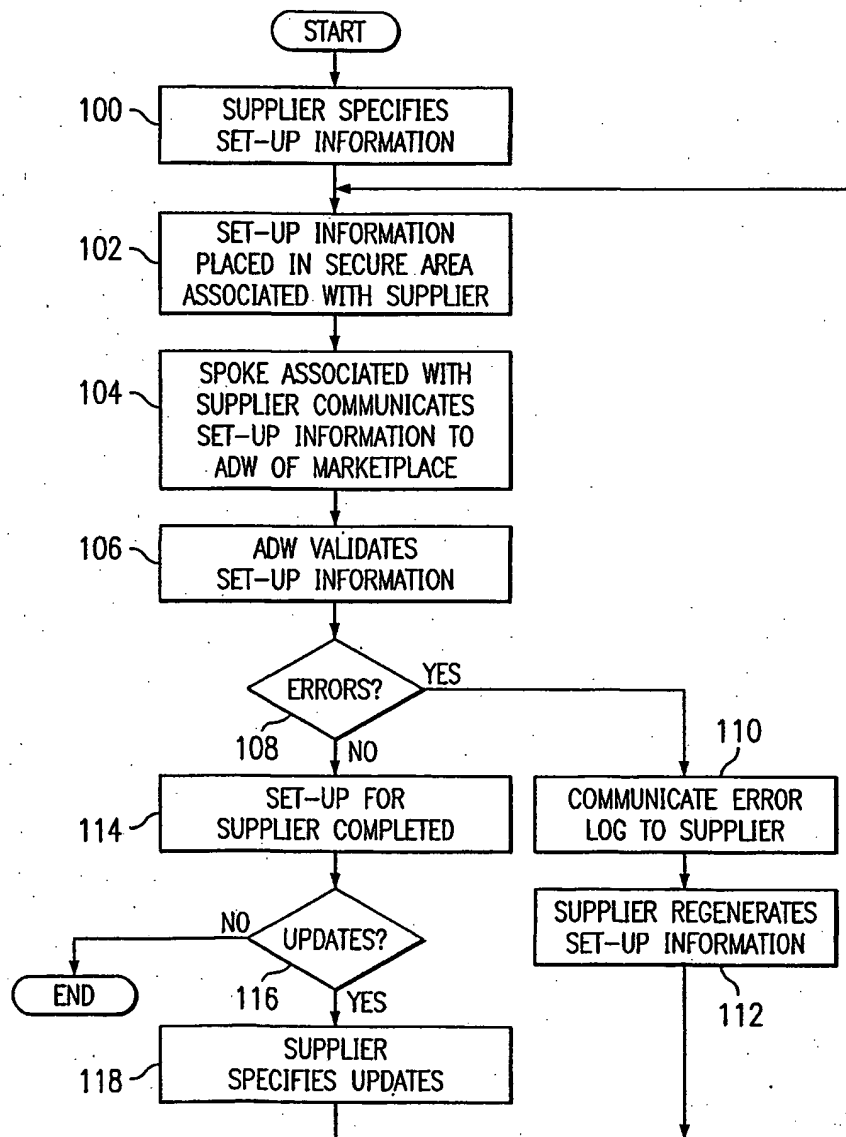 START
100
SUPPLIER SPECIFIES
SET-UP INFORMATION
102
SET-UP INFORMATION
PLACED IN SECURE AREA
ASSOCIATED WITH SUPPLIER
104
SPOKE ASSOCIATED WITH
SUPPLIER COMMUNICATES
SET-UP INFORMATION TO
ADW OF MARKETPLACE
106
ADW VALIDATES
SET-UP INFORMATION
ERRORS?
YES
108
NO
110
COMMUNICATE ERROR
LOG TO SUPPLIER
114
SET-UP FOR
SUPPLIER COMPLETED
SUPPLIER REGENERATES
SET-UP INFORMATION
112
NO
UPDATES?
116
YES
END
118
SUPPLIER
SPECIFIES UPDATES